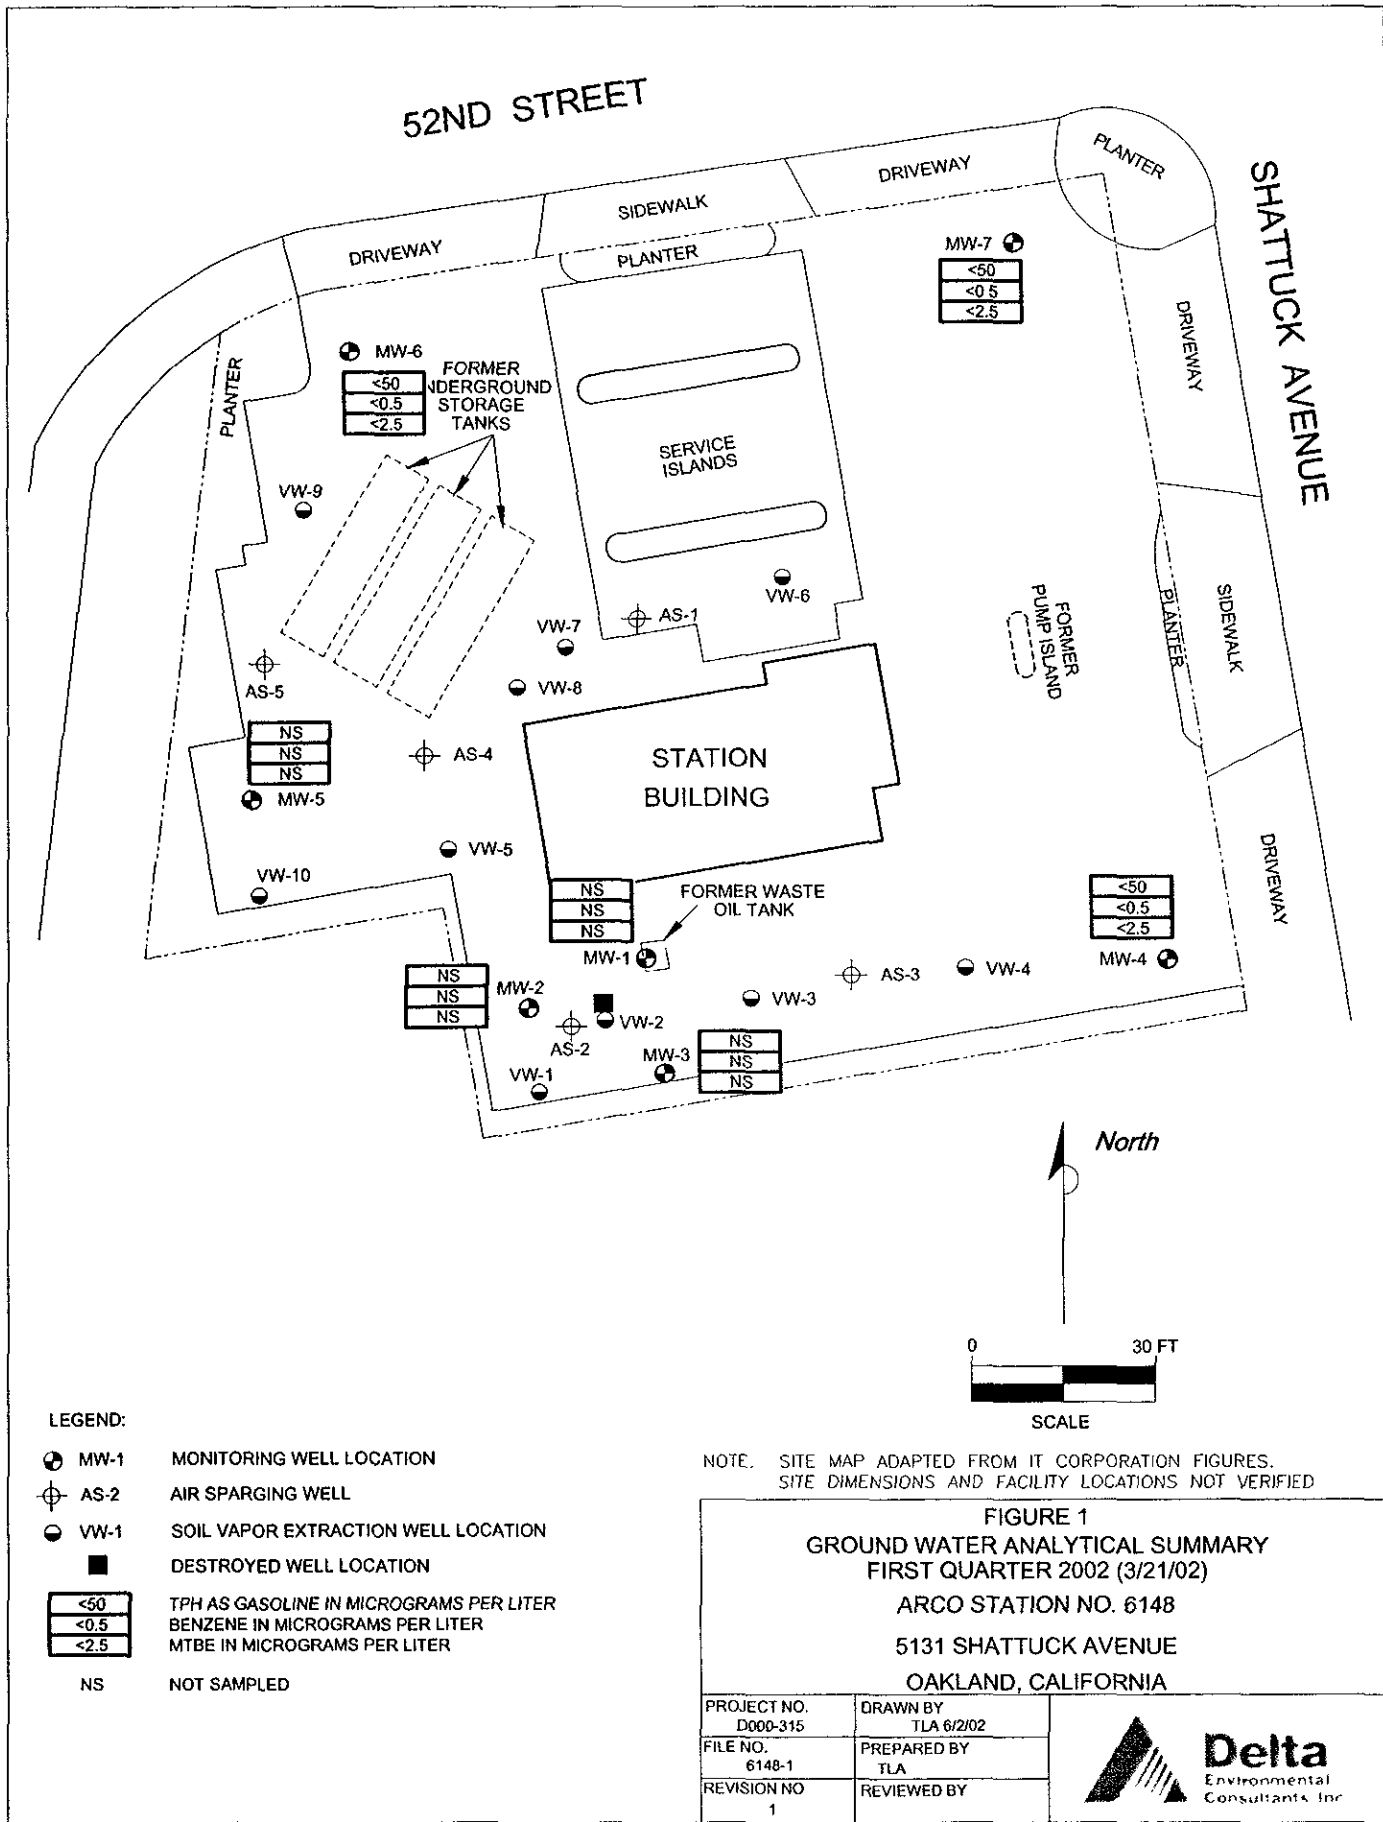 52ND STREET
SHATTUCK AVENUE
PLANTER
DRIVEWAY
SIDEWALK
DRIVEWAY
PLANTER
MW-7
<50
<0 5
<2.5
DRIVEWAY
PLANTER
MW-6
<50
<0.5
<2.5
FORMER
NDERGROUND
STORAGE
TANKS
SERVICE
ISLANDS
VW-9
VW-6
AS-1
VW-7
VW-8
FORMER
PUMP ISLAND
PLANTER
SIDEWALK
AS-5
NS
NS
NS
MW-5
AS-4
STATION
BUILDING
VW-5
VW-10
DRIVEWAY
NS
NS
NS
FORMER WASTE
OIL TANK
MW-1
<50
<0.5
<2.5
MW-4
NS
NS
NS
MW-2
AS-3
VW-4
VW-3
VW-2
AS-2
MW-3
NS
NS
NS
VW-1
North
0 30 FT
SCALE
LEGEND:
MW-1 MONITORING WELL LOCATION
AS-2 AIR SPARGING WELL
VW-1 SOIL VAPOR EXTRACTION WELL LOCATION
DESTROYED WELL LOCATION
<50 TPH AS GASOLINE IN MICROGRAMS PER LITER
<0.5 BENZENE IN MICROGRAMS PER LITER
<2.5 MTBE IN MICROGRAMS PER LITER
NS NOT SAMPLED
NOTE. SITE MAP ADAPTED FROM IT CORPORATION FIGURES.
SITE DIMENSIONS AND FACILITY LOCATIONS NOT VERIFIED
FIGURE 1
GROUND WATER ANALYTICAL SUMMARY
FIRST QUARTER 2002 (3/21/02)
ARCO STATION NO. 6148
5131 SHATTUCK AVENUE
OAKLAND, CALIFORNIA
PROJECT NO.
D000-315
DRAWN BY
TLA 6/2/02
FILE NO.
6148-1
PREPARED BY
TLA
REVISION NO
1
REVIEWED BY
Delta
Environmental
Consultants Inc